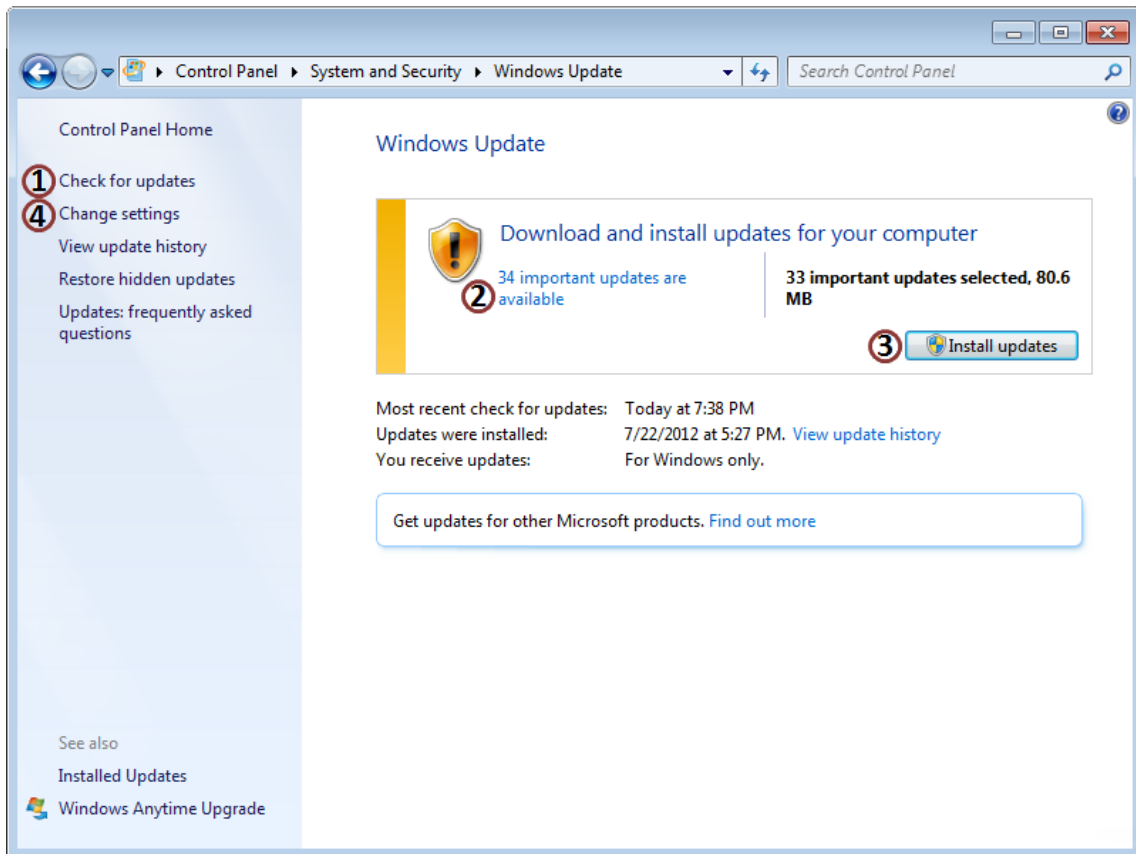 Control Panel ▸ System and Security ▸ Windows Update
Search Control Panel
Control Panel Home
1 Check for updates
4 Change settings
View update history
Restore hidden updates
Updates: frequently asked
questions
Windows Update
Download and install updates for your computer
34 important updates are
2 available
33 important updates selected, 80.6
MB
3 Install updates
Most recent check for updates: Today at 7:38 PM
Updates were installed: 7/22/2012 at 5:27 PM. View update history
You receive updates: For Windows only.
Get updates for other Microsoft products. Find out more
See also
Installed Updates
Windows Anytime Upgrade